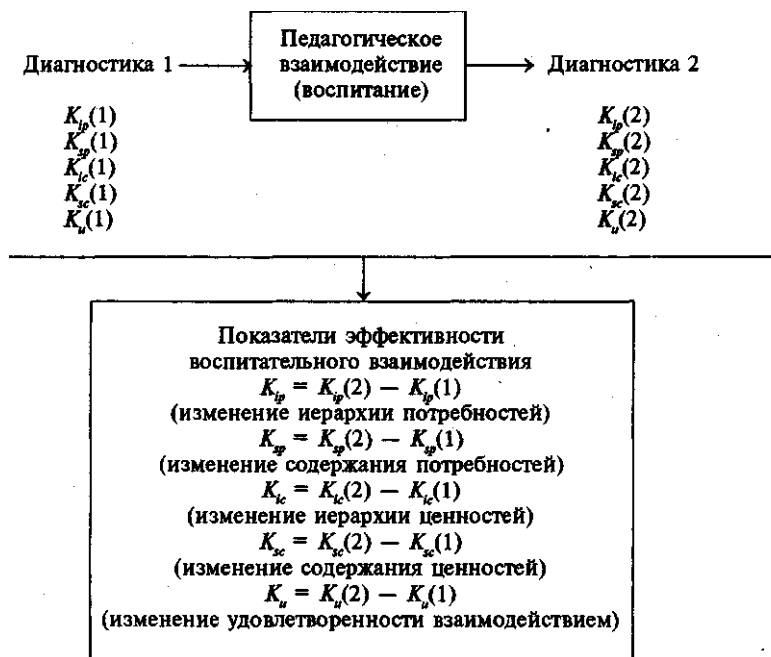 Педагогическое
Диагностика 1
взаимодействие
Диагностика 2
(воспитание)
K_ip(1)
K_sp(1)
K_ic(1)
K_sc(1)
K_u(1)
K_ip(2)
K_sp(2)
K_ic(2)
K_sc(2)
K_u(2)
Показатели эффективности
воспитательного взаимодействия
K_ip = K_ip(2) — K_ip(1)
(изменение иерархии потребностей)
K_sp = K_sp(2) — K_sp(1)
(изменение содержания потребностей)
K_ic = K_ic(2) — K_ic(1)
(изменение иерархии ценностей)
K_sc = K_sc(2) — K_sc(1)
(изменение содержания ценностей)
K_u = K_u(2) — K_u(1)
(изменение удовлетворенности взаимодействием)